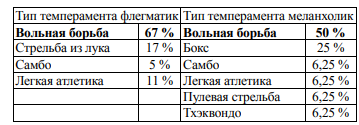 Тип темперамента флегматик Тип темперамента меланхолик
Вольная борьба 67 % Вольная борьба 50 %
Стрельба из лука 17 % Бокс 25 %
Самбо 5 % Самбо 6,25 %
Легкая атлетика 11 % Легкая атлетика 6,25 %
Пулевая стрельба 6,25 %
Тхэквондо 6,25 %